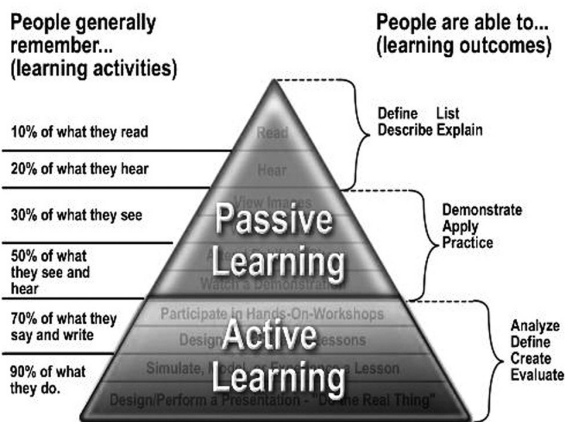 People generally
remember...
(learning activities)
People are able to...
(learning outcomes)
10% of what they read
20% of what they hear
30% of what they see
50% of what
they see and
hear
70% of what they
say and write
90% of what
they do.
Read
Hear
View Images
Watch a Demonstration
Participate in Hands-On-Workshops
Design Lessons
Simulate, a Lesson
Design/Perform a Presentation - "Do the Real Thing"
Passive
Learning
Active
Learning
Define List
Describe Explain
Demonstrate
Apply
Practice
Analyze
Define
Create
Evaluate